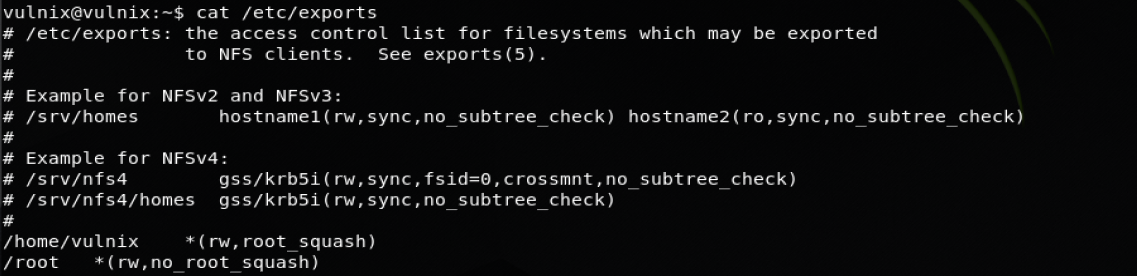 vulnix@vulnix:~$ cat /etc/exports
# /etc/exports: the access control list for filesystems which may be exported
#               to NFS clients.  See exports(5).
#
# Example for NFSv2 and NFSv3:
# /srv/homes       hostname1(rw,sync,no_subtree_check) hostname2(ro,sync,no_subtree_check)
#
# Example for NFSv4:
# /srv/nfs4        gss/krb5i(rw,sync,fsid=0,crossmnt,no_subtree_check)
# /srv/nfs4/homes  gss/krb5i(rw,sync,no_subtree_check)
#
/home/vulnix    *(rw,root_squash)
/root   *(rw,no_root_squash)